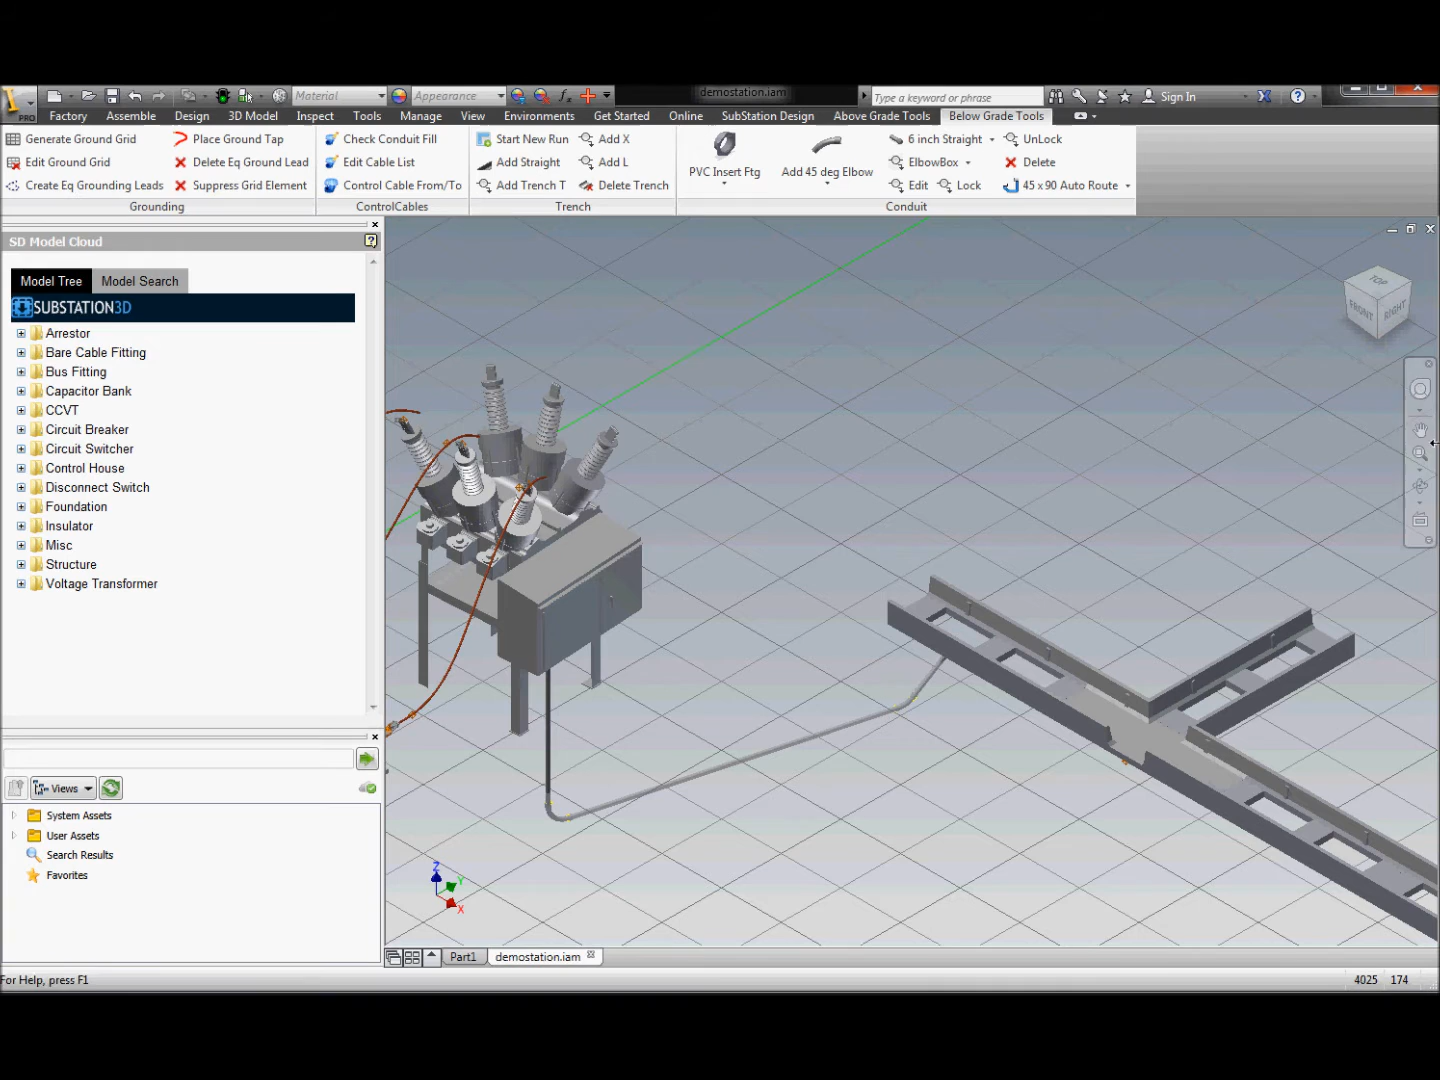 demostation.iam
Material
Appearance
Type a keyword or phrase
Sign In
PRO
Factory Assemble Design 3D Model Inspect Tools Manage View Environments Get Started Online SubStation Design Above Grade Tools Below Grade Tools
Generate Ground Grid Place Ground Tap Check Conduit Fill Start New Run Add X 6 inch Straight UnLock
Edit Ground Grid Delete Eq Ground Lead Edit Cable List Add Straight Add L PVC Insert Ftg Add 45 deg Elbow ElbowBox Delete
Create Eq Grounding Leads Suppress Grid Element Control Cable From/To Add Trench T Delete Trench Edit Lock 45 x 90 Auto Route
Grounding ControlCables Trench Conduit
SD Model Cloud
Model Tree Model Search
SUBSTATION3D
Arrestor
Bare Cable Fitting
Bus Fitting
Capacitor Bank
CCVT
Circuit Breaker
Circuit Switcher
Control House
Disconnect Switch
Foundation
Insulator
Misc
Structure
Voltage Transformer
TOP
FRONT RIGHT
Views
System Assets
User Assets
Search Results
Favorites
Z
Y
X
Part1 demostation.iam
For Help, press F1
4025 174